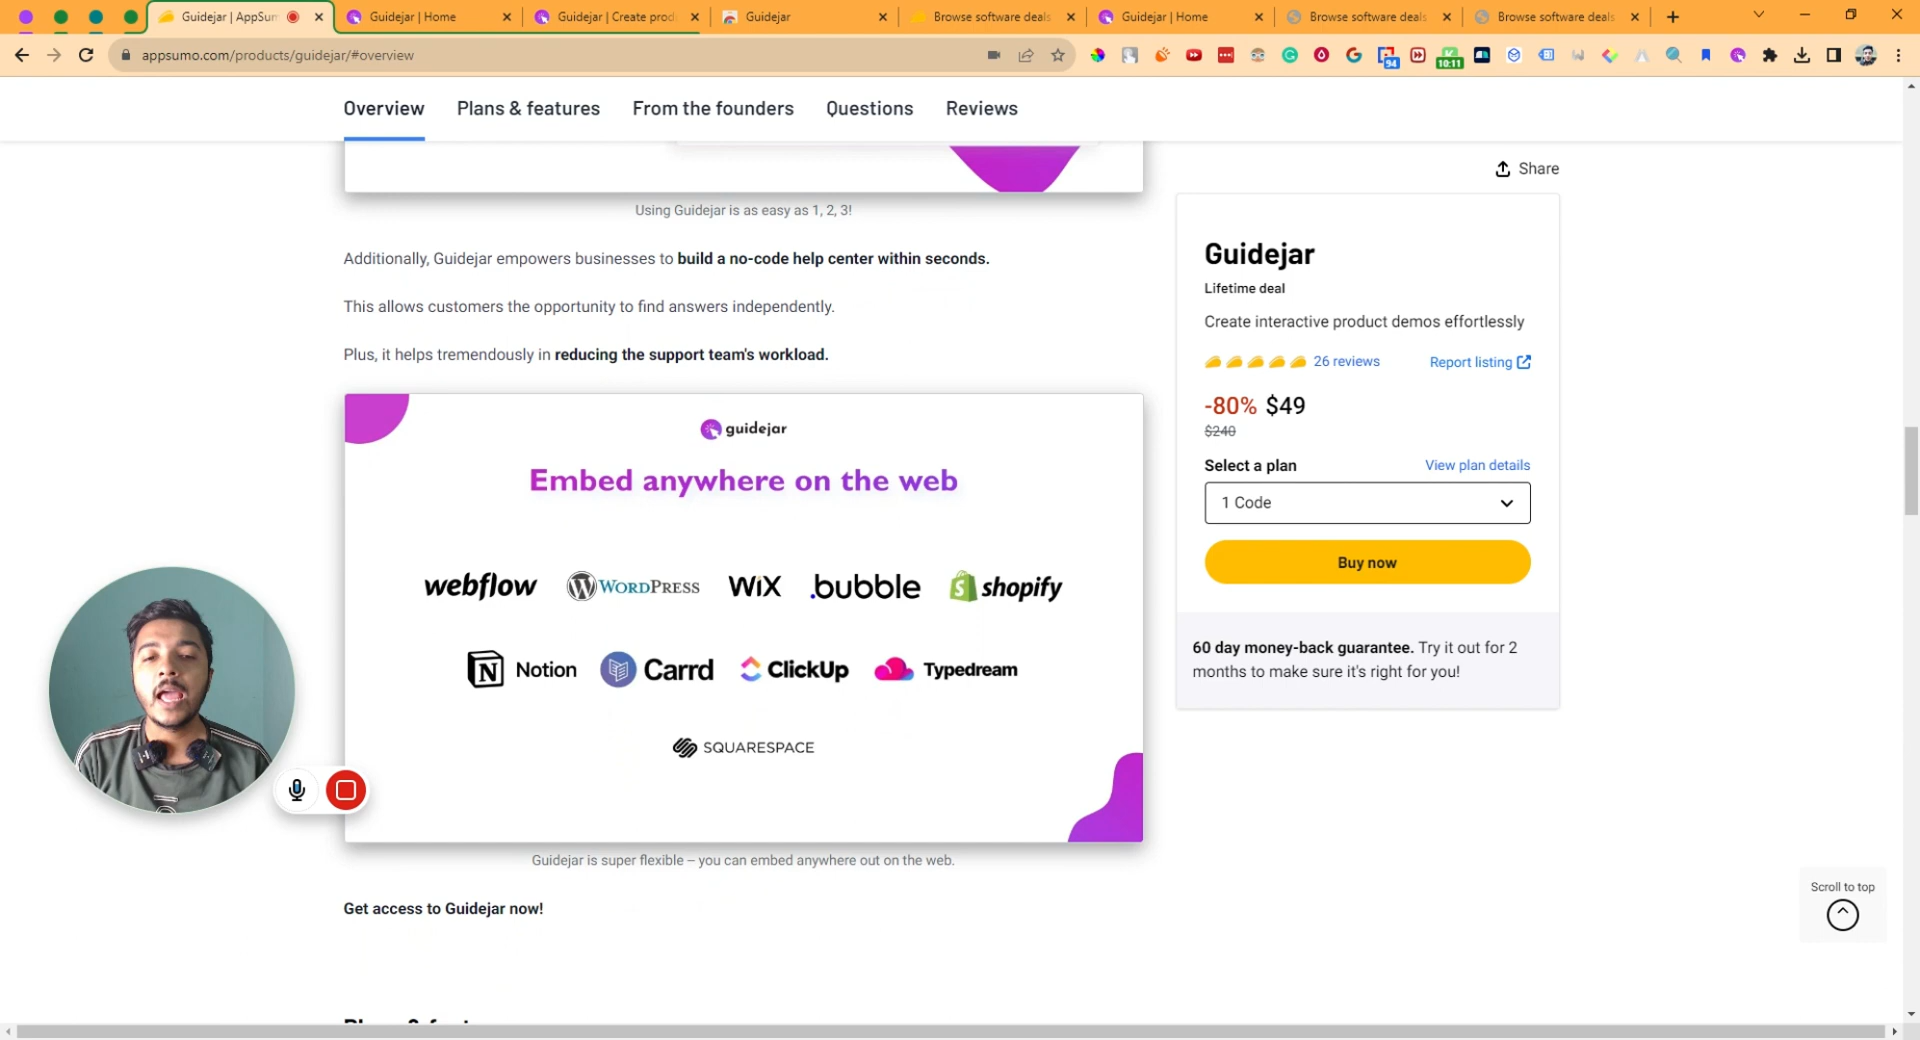 Guidejar | AppSum
Guidejar | Home
Guidejar | Create prod
Guidejar
Browse software deals
Guidejar | Home
Browse software deals
Browse software deals
appsumo.com/products/guidejar/#overview
94
10:11
Overview
Plans & features
From the founders
Questions
Reviews
Share
Using Guidejar is as easy as 1, 2, 3!
Additionally, Guidejar empowers businesses to build a no-code help center within seconds.
This allows customers the opportunity to find answers independently.
Plus, it helps tremendously in reducing the support team's workload.
guidejar
Embed anywhere on the web
webflow
WORDPRESS
WiX
.bubble
shopify
Notion
Carrd
ClickUp
Typedream
SQUARESPACE
Guidejar is super flexible – you can embed anywhere out on the web.
Get access to Guidejar now!
Guidejar
Lifetime deal
Create interactive product demos effortlessly
26 reviews
Report listing
-80% $49
$240
Select a plan
View plan details
1 Code
Buy now
60 day money-back guarantee. Try it out for 2
months to make sure it's right for you!
Scroll to top